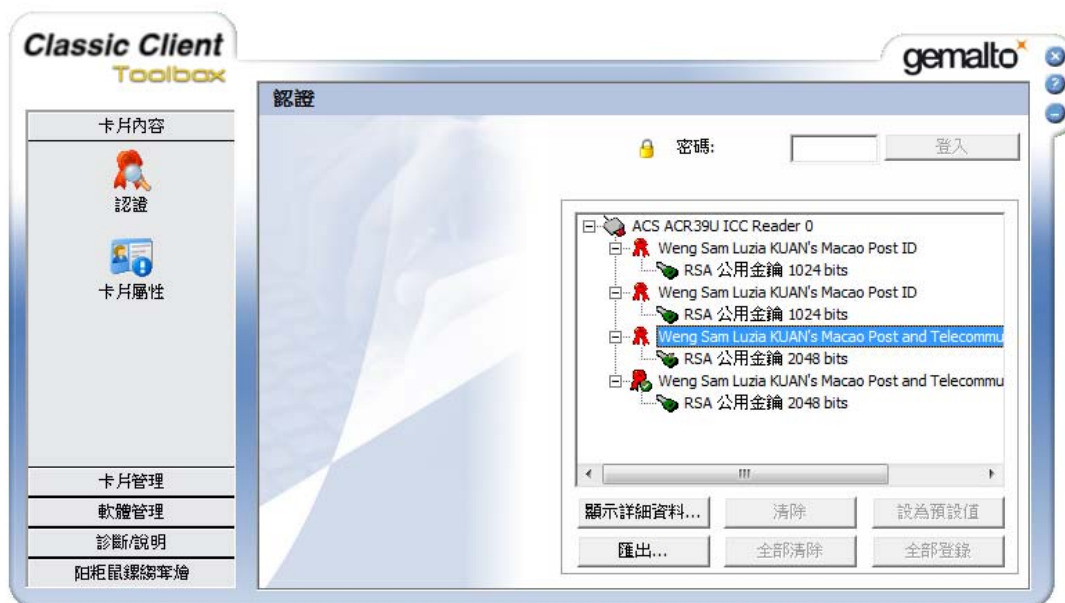 Classic Client
Toolbox
gemalto
認證
卡片內容
認證
卡片屬性
卡片管理
軟體管理
診斷/說明
密碼:
登入
ACS ACR39U ICC Reader 0
Weng Sam Luzia KUAN's Macao Post ID
RSA 公用金鑰 1024 bits
Weng Sam Luzia KUAN's Macao Post ID
RSA 公用金鑰 1024 bits
Weng Sam Luzia KUAN's Macao Post and Telecommu
RSA 公用金鑰 2048 bits
Weng Sam Luzia KUAN's Macao Post and Telecommu
RSA 公用金鑰 2048 bits
顯示詳細資料...
清除
設為預設值
匯出...
全部清除
全部登錄